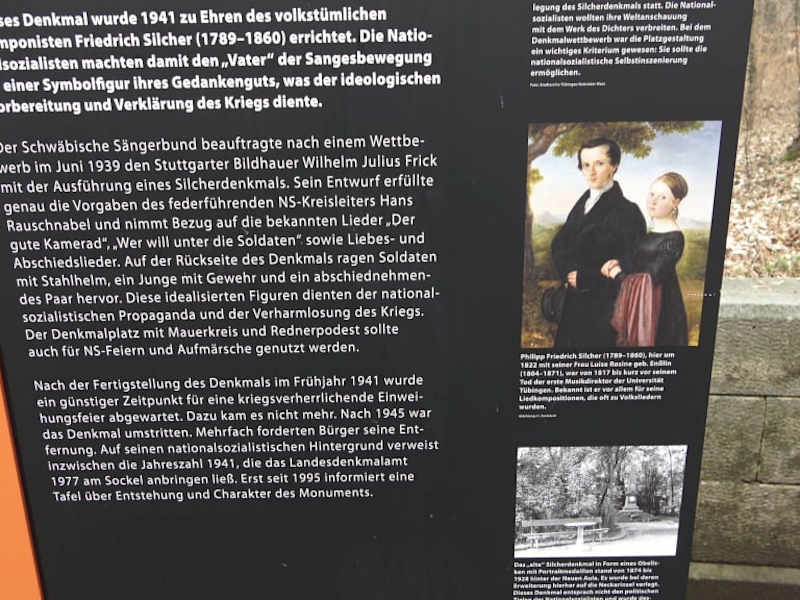 ses Denkmal wurde 1941 zu Ehren des volkstümlichen
mponisten Friedrich Silcher (1789–1860) errichtet. Die Natio-
lsozialisten machten damit den „Vater“ der Sangesbewegung
einer Symbolfigur ihres Gedankenguts, was der ideologischen
orbereitung und Verklärung des Kriegs diente.
Der Schwäbische Sängerbund beauftragte nach einem Wettbe-
werb im Juni 1939 den Stuttgarter Bildhauer Wilhelm Julius Frick
mit der Ausführung eines Silcherdenkmals. Sein Entwurf erfüllte
genau die Vorgaben des federführenden NS-Kreisleiters Hans
Rauschnabel und nimmt Bezug auf die bekannten Lieder „Der
gute Kamerad“, „Wer will unter die Soldaten“ sowie Liebes- und
Abschiedslieder. Auf der Rückseite des Denkmals ragen Soldaten
mit Stahlhelm, ein Junge mit Gewehr und ein abschiednehmen-
des Paar hervor. Diese idealisierten Figuren dienten der national-
sozialistischen Propaganda und der Verharmlosung des Kriegs.
Der Denkmalplatz mit Mauerkreis und Rednerpodest sollte
auch für NS-Feiern und Aufmärsche genutzt werden.
Nach der Fertigstellung des Denkmals im Frühjahr 1941 wurde
ein günstiger Zeitpunkt für eine kriegsverherrlichende Einwei-
hungsfeier abgewartet. Dazu kam es nicht mehr. Nach 1945 war
das Denkmal umstritten. Mehrfach forderten Bürger seine Ent-
fernung. Auf seinen nationalsozialistischen Hintergrund verweist
inzwischen die Jahreszahl 1941, die das Landesdenkmalamt
1977 am Sockel anbringen ließ. Erst seit 1995 informiert eine
Tafel über Entstehung und Charakter des Monuments.
legung des Silcherdenkmals statt. Die National-
sozialisten wollten ihre Weltanschauung
mit dem Werk des Dichters verbreiten. Bei dem
Denkmalwettbewerb war die Platzgestaltung
ein wichtiges Kriterium gewesen: Sie sollte die
nationalsozialistische Selbstinszenierung
ermöglichen.
Philipp Friedrich Silcher (1789–1860), hier um
1822 mit seiner Frau Luise Rosine geb. Enßlin
(1804–1871), war von 1817 bis kurz vor seinem
Tod der erste Musikdirektor der Universität
Tübingen. Bekannt ist er vor allem für seine
Liedkompositionen, die oft zu Volksliedern
wurden.
Das „alte“ Silcherdenkmal in Form eines Obelis-
ken mit Portraitmedaillon stand von 1874 bis
1928 hinter der Neuen Aula. Es wurde bei deren
Erweiterung hierher auf die Neckarinsel verlegt.
Dieses Denkmal entsprach nicht den politischen
Zielen der Nationalsozialisten und wurde des-